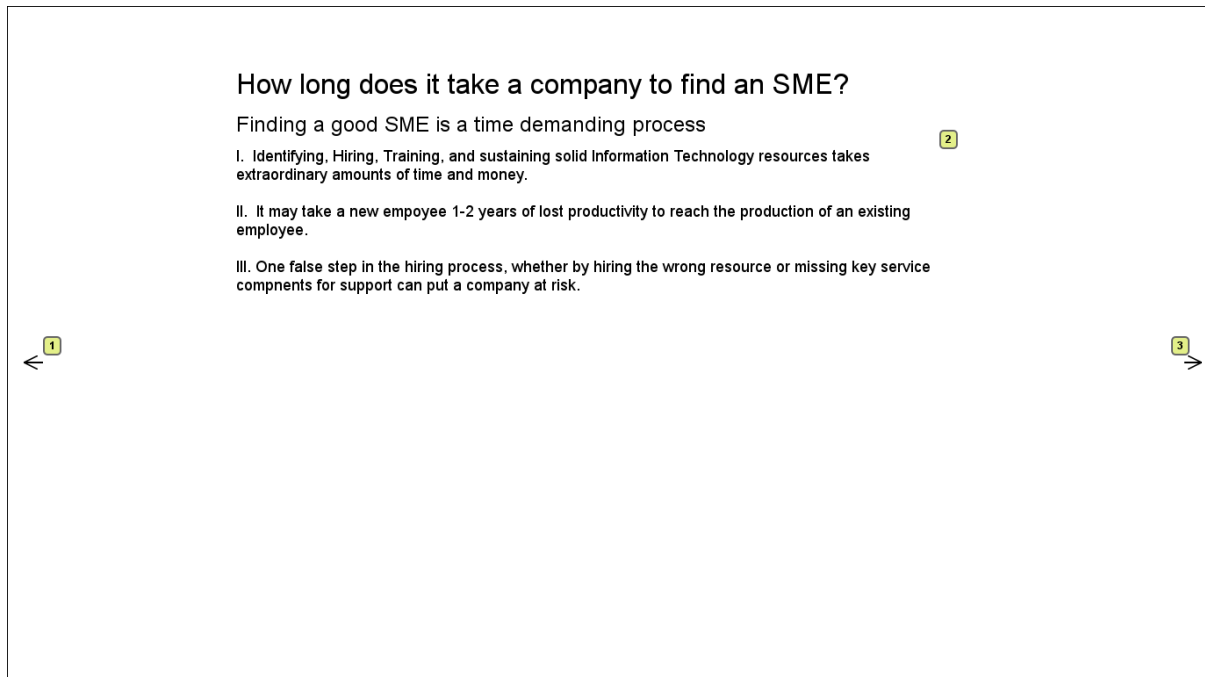 How long does it take a company to find an SME?
Finding a good SME is a time demanding process
2
I. Identifying, Hiring, Training, and sustaining solid Information Technology resources takes
extraordinary amounts of time and money.
II. It may take a new empoyee 1-2 years of lost productivity to reach the production of an existing
employee.
III. One false step in the hiring process, whether by hiring the wrong resource or missing key service
compnents for support can put a company at risk.
1
3